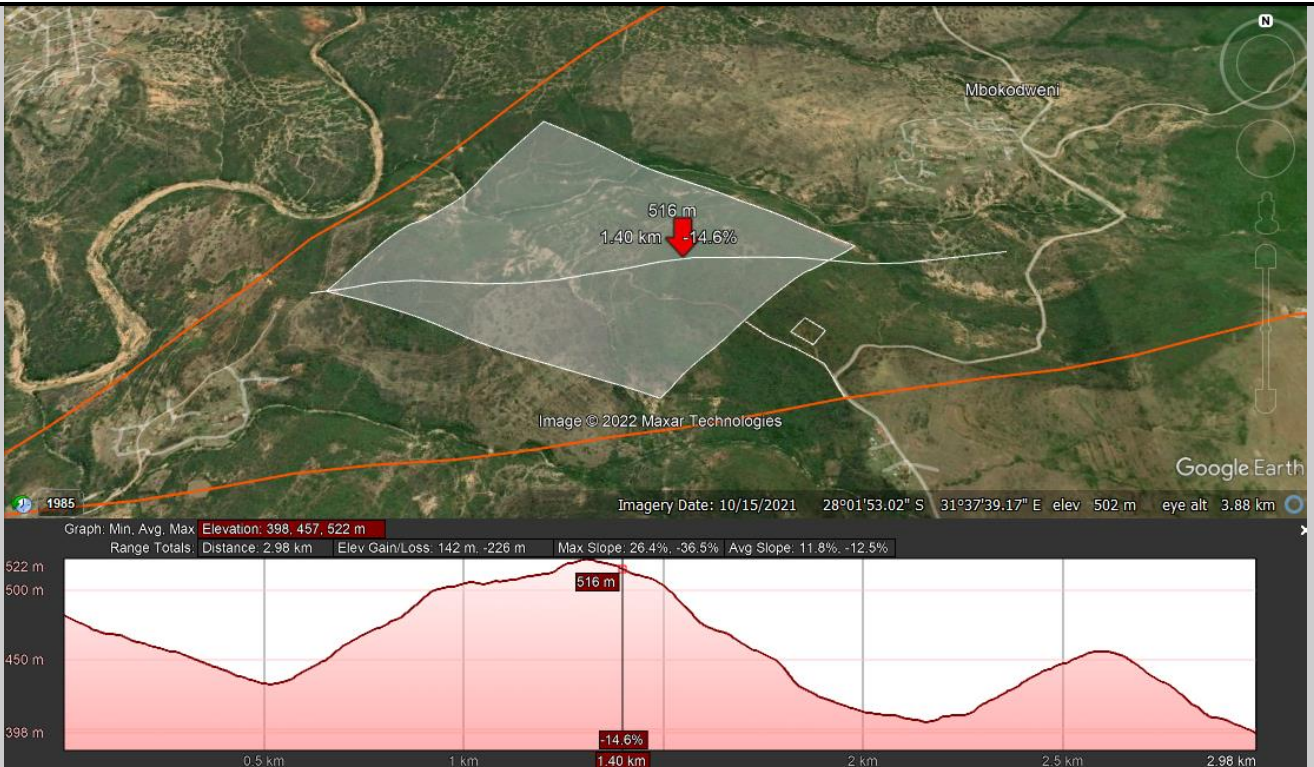 N
Mbokodweni
516 m
1.40 km -14.6%
Image © 2022 Maxar Technologies
Google Earth
1985
Imagery Date: 10/15/2021 28°01'53.02" S 31°37'39.17" E elev 502 m eye alt 3.88 km
Graph: Min, Avg, Max Elevation: 398, 457, 522 m
Range Totals: Distance: 2.98 km Elev Gain/Loss: 142 m, -226 m Max Slope: 26.4%, -36.5% Avg Slope: 11.8%, -12.5%
522 m
500 m
516 m
450 m
398 m
-14.6%
0.5 km 1 km 1.40 km 2 km 2.5 km 2.98 km